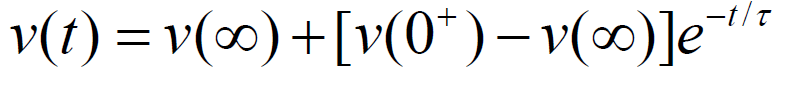 v(t) = v(∞) + [v(0⁺) − v(∞)]e^{−t/τ}